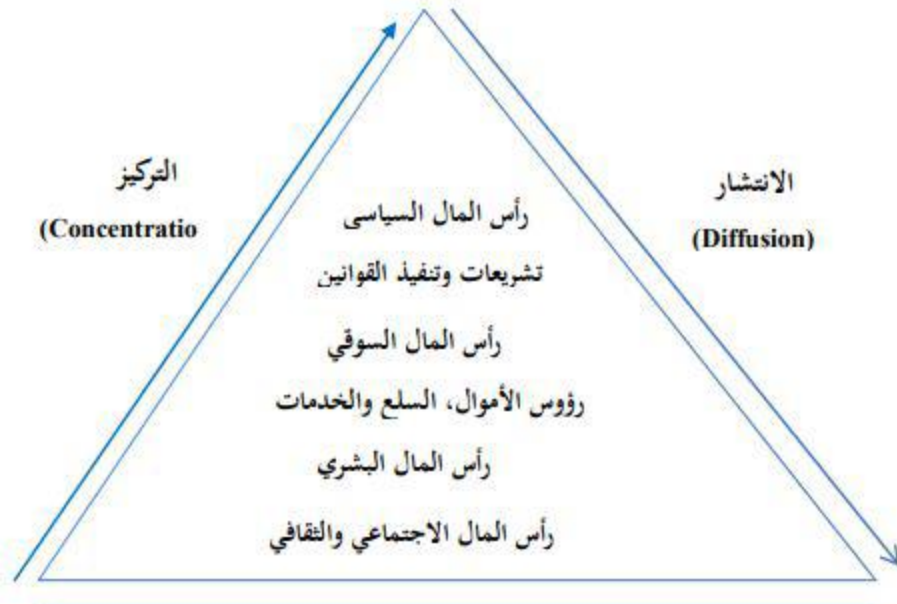 التركيز
(Concentratio
الانتشار
(Diffusion)
رأس المال السياسى
تشريعات وتنفيذ القوانين
رأس المال السوقي
رؤوس الأموال، السلع والخدمات
رأس المال البشري
رأس المال الاجتماعي والثقافي